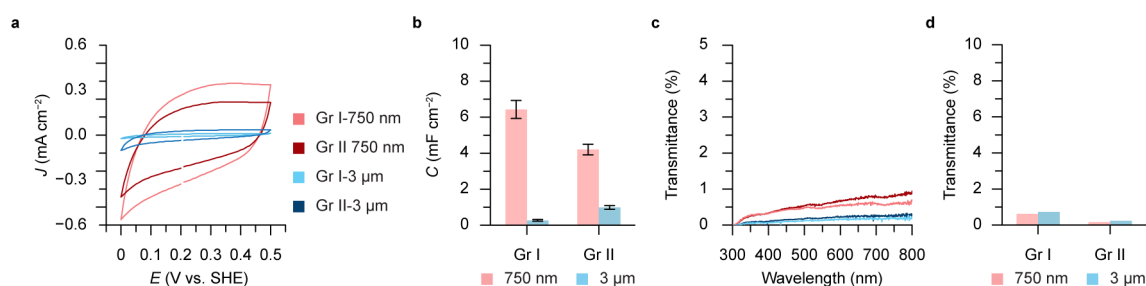 a
0.6
0.3
0.0
−0.3
−0.6
J (mA cm−2)
0 0.1 0.2 0.3 0.4 0.5
E (V vs. SHE)
Gr I-750 nm
Gr II 750 nm
Gr I-3 µm
Gr II-3 µm
b
10
8
6
4
2
0
C (mF cm−2)
Gr I Gr II
750 nm 3 µm
c
5
4
3
2
1
0
Transmittance (%)
300 400 500 600 700 800
Wavelength (nm)
d
10
8
6
4
2
0
Transmittance (%)
Gr I Gr II
750 nm 3 µm